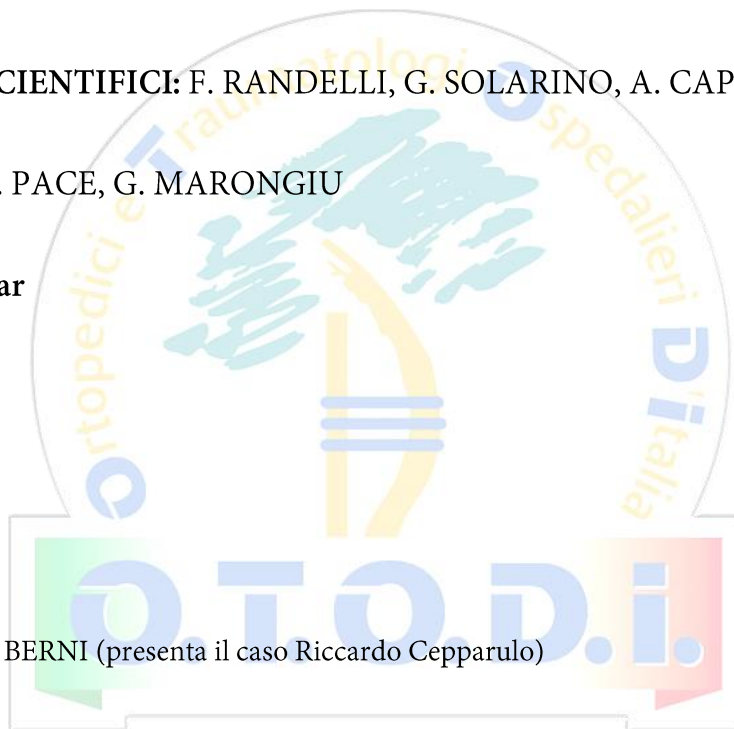 CIENTIFICI: F. RANDELLI, G. SOLARINO, A. CAP
. PACE, G. MARONGIU
ar
Ortopedici e Traumatologi Ospedalieri D'italia
O.T.O.D.i.
BERNI (presenta il caso Riccardo Cepparulo)